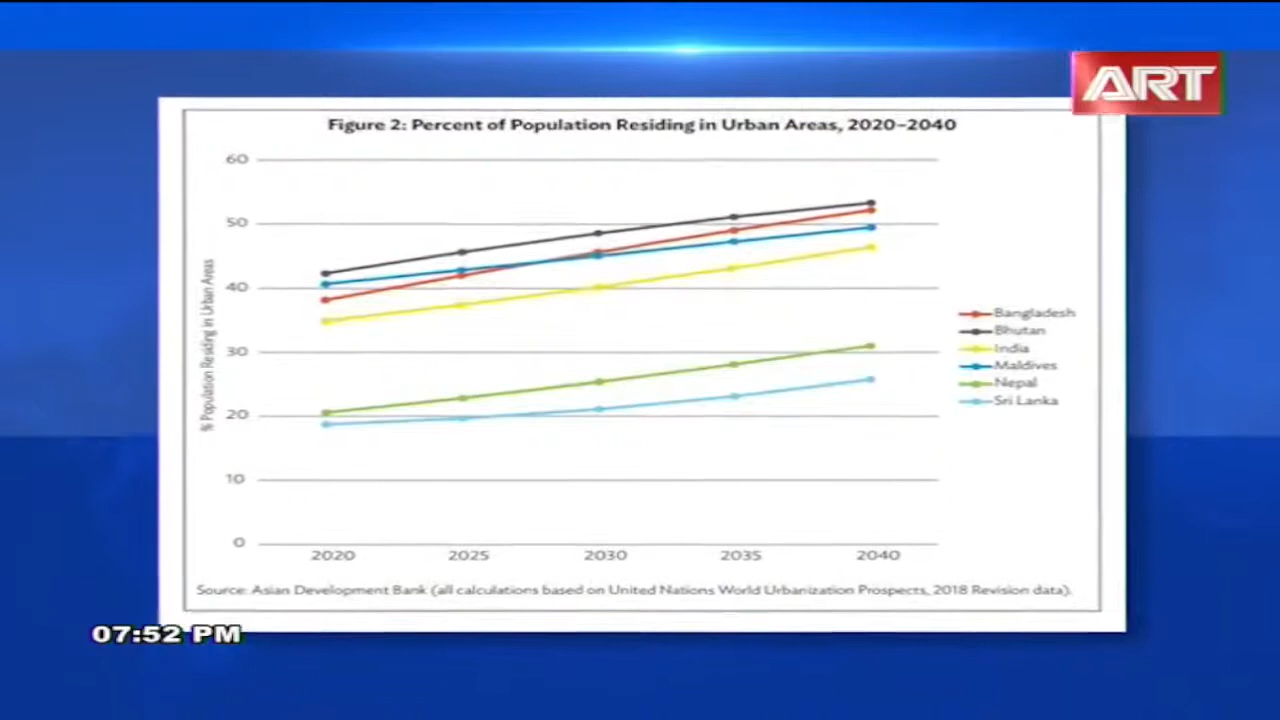 ART
Figure 2: Percent of Population Residing in Urban Areas, 2020–2040
60
50
40
30
20
10
0
% Population Residing in Urban Areas
2020 2025 2030 2035 2040
Bangladesh
Bhutan
India
Maldives
Nepal
Sri Lanka
Source: Asian Development Bank (all calculations based on United Nations World Urbanization Prospects, 2018 Revision data).
07:52 PM